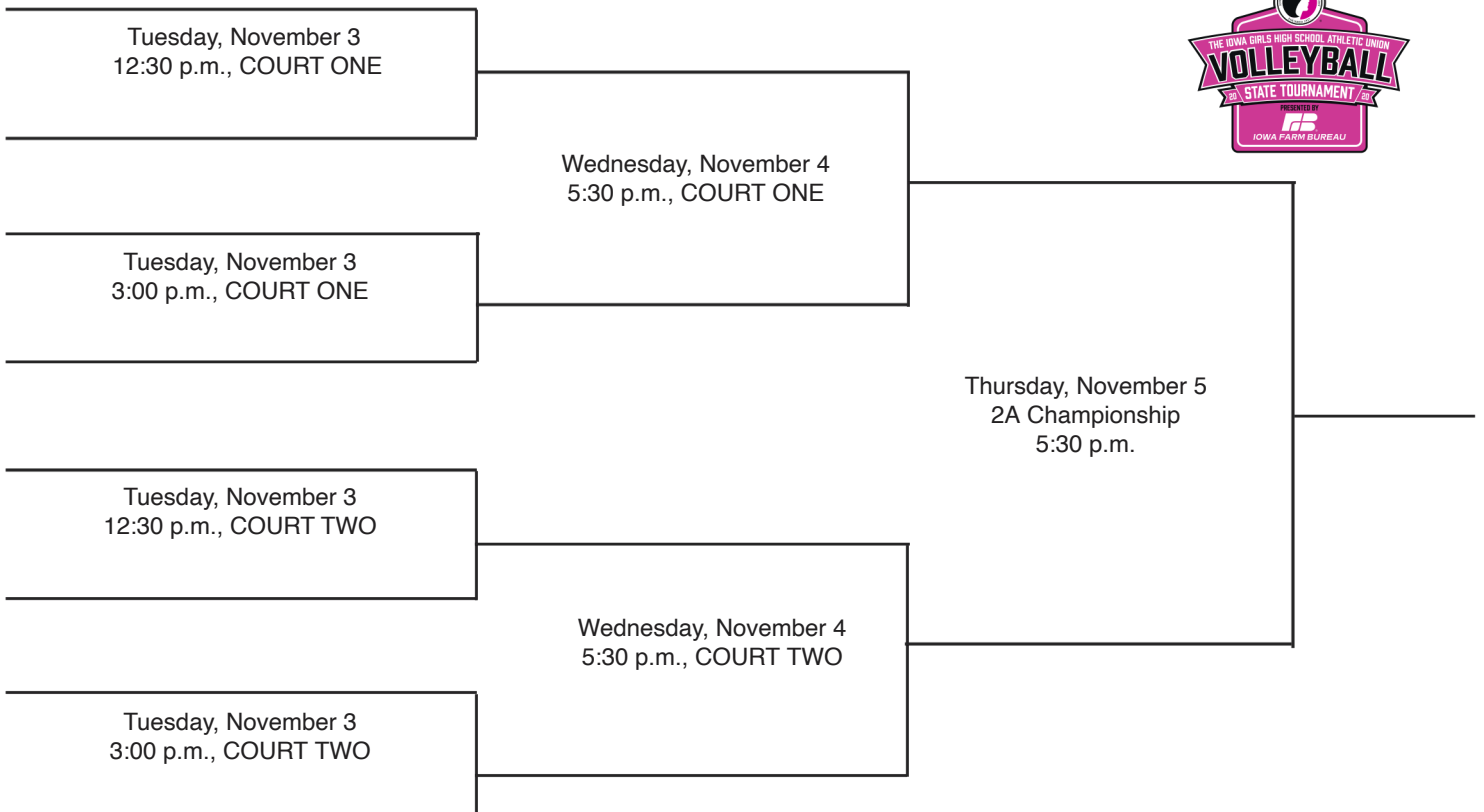 Tuesday, November 3
12:30 p.m., COURT ONE
THE IOWA GIRLS HIGH SCHOOL ATHLETIC UNION
VOLLEYBALL
20 STATE TOURNAMENT 20
PRESENTED BY
FB
IOWA FARM BUREAU
Wednesday, November 4
5:30 p.m., COURT ONE
Tuesday, November 3
3:00 p.m., COURT ONE
Thursday, November 5
2A Championship
5:30 p.m.
Tuesday, November 3
12:30 p.m., COURT TWO
Wednesday, November 4
5:30 p.m., COURT TWO
Tuesday, November 3
3:00 p.m., COURT TWO